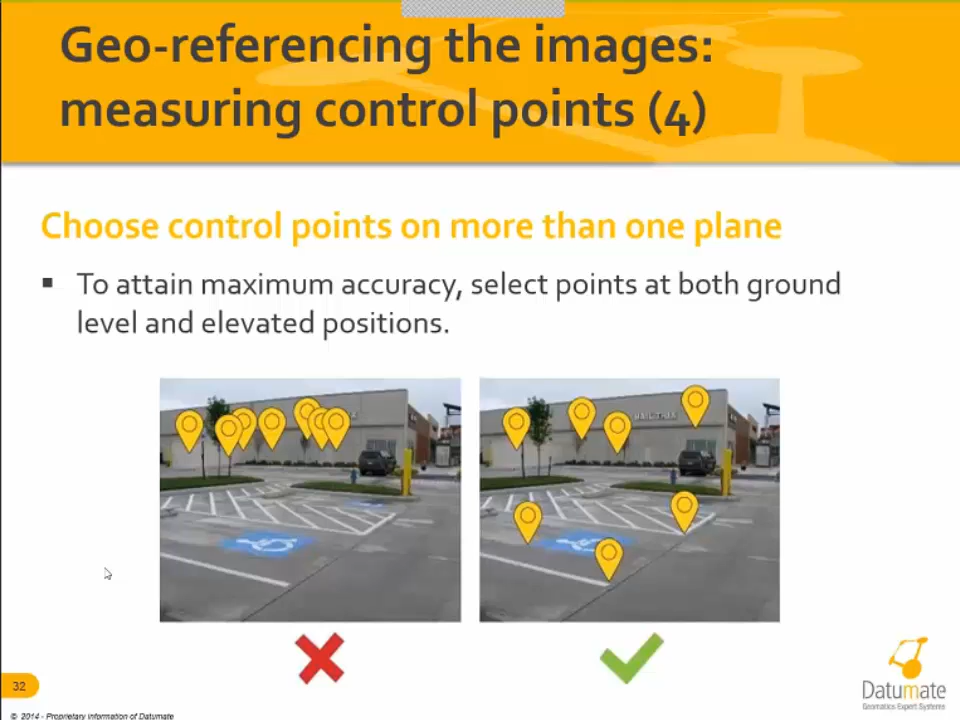 Geo-referencing the images:
measuring control points (4)
Choose control points on more than one plane
▪ To attain maximum accuracy, select points at both ground
level and elevated positions.
32
Datumate
Geomatics Expert Systems
© 2014 - Proprietary Information of Datumate